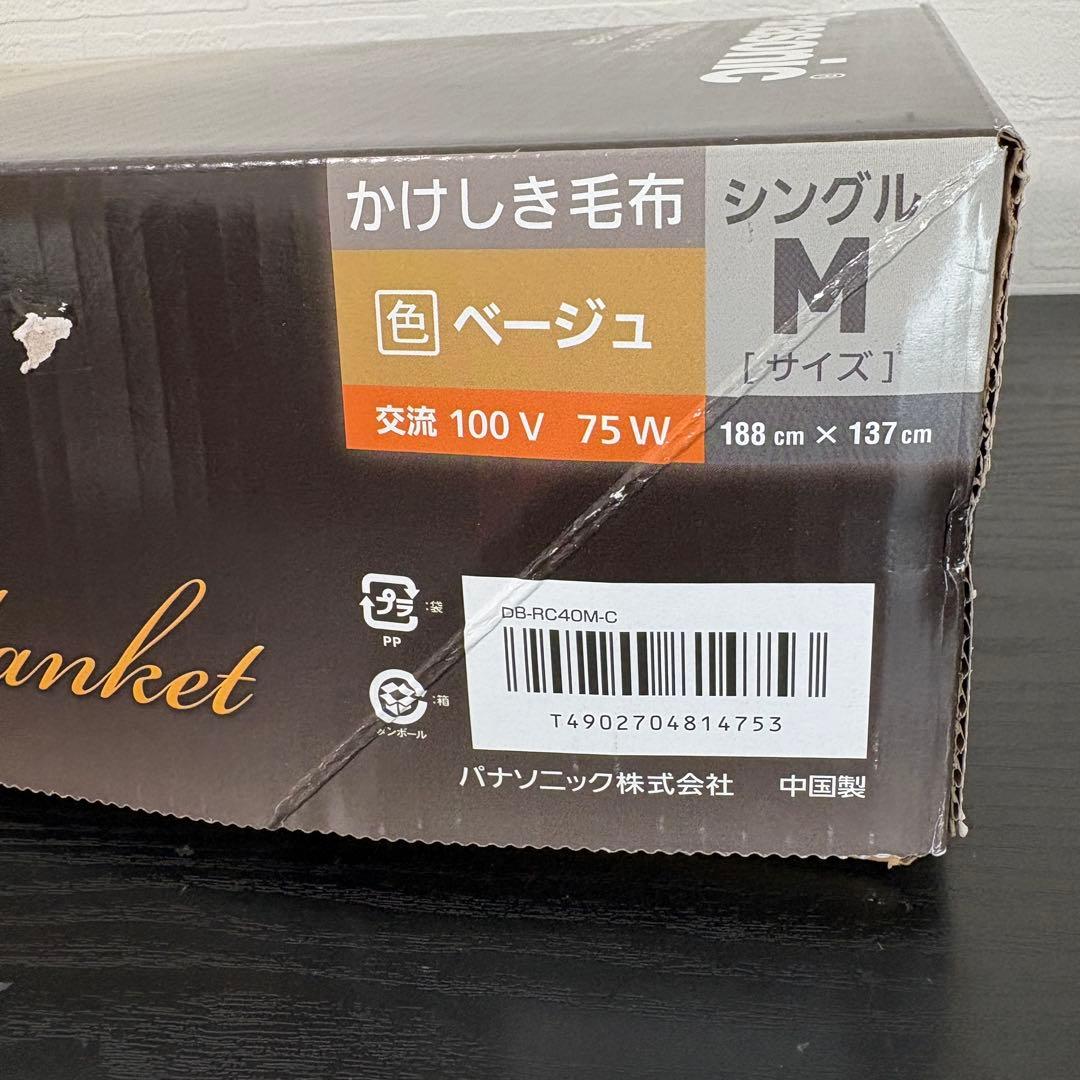 Panasonic
®
かけしき毛布
シングル
M
[サイズ]
色 ベージュ
交流 100 V 75 W
188 cm × 137 cm
lanket
プラ :袋
PP
:箱
ダンボール
DB-RC40M-C
T4902704814753
パナソニック株式会社 中国製